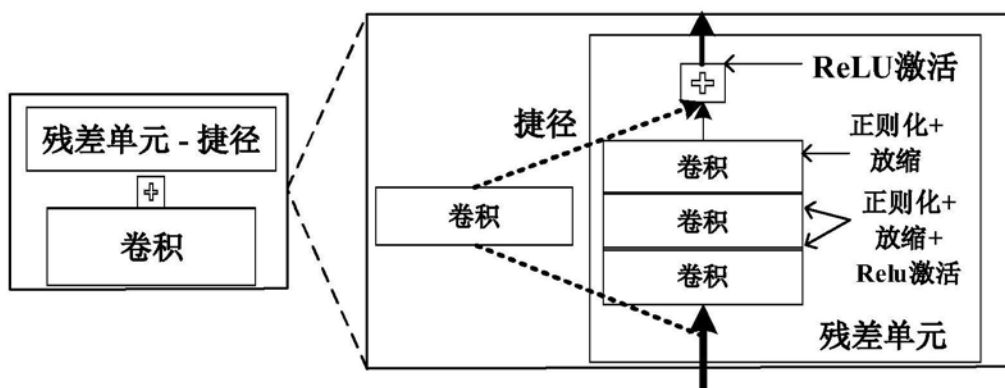 残差单元 - 捷径
卷积
捷径
卷积
ReLU激活
卷积
卷积
卷积
正则化+
放缩
正则化+
放缩+
Relu激活
残差单元